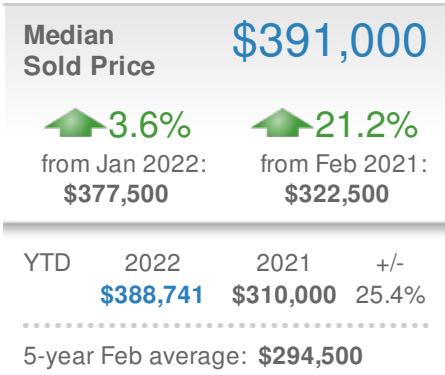 Median $391,000
Sold Price
3.6% 21.2%
from Jan 2022: from Feb 2021:
$377,500 $322,500
YTD 2022 2021 +/-
$388,741 $310,000 25.4%
5-year Feb average: $294,500